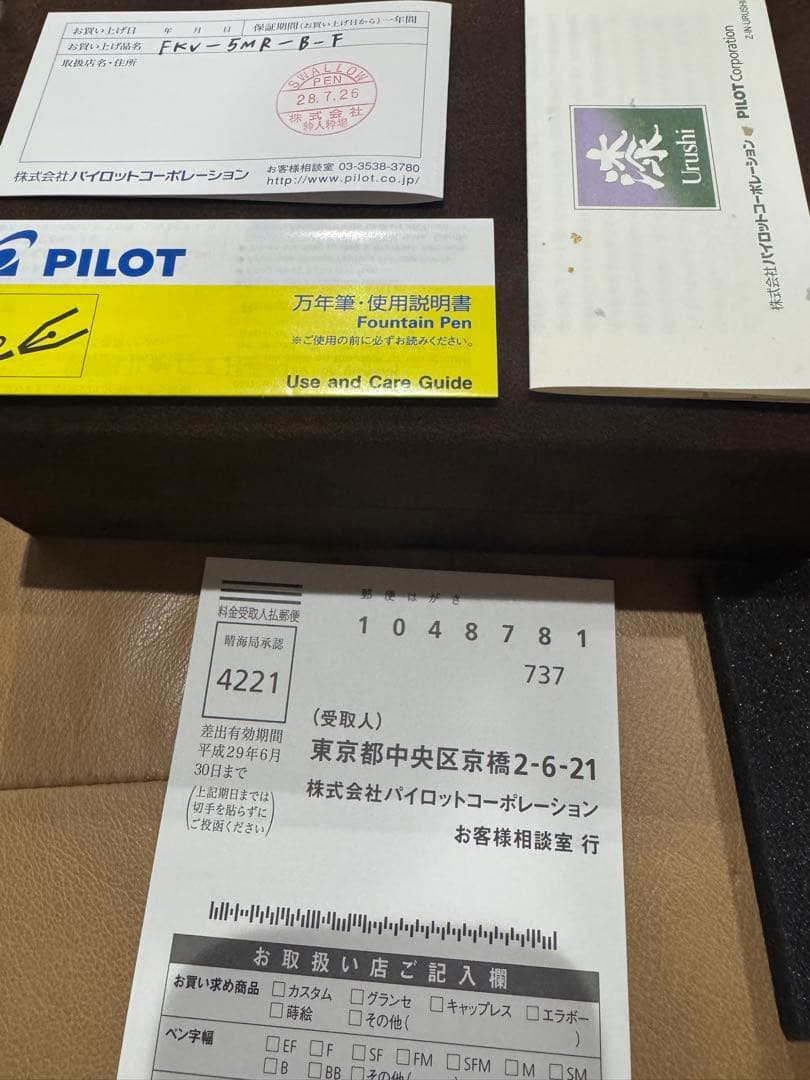 お買い上げ日 年 月 日 保証期間(お買い上げ日から)一年間
お買い上げ品名 FKV-5MR-B-F
取扱店名・住所
SWALLOW
PEN
28.7.26
株式会社
株式会社パイロットコーポレーション お客様相談室 03-3538-3780
http://www.pilot.co.jp/
PILOT
万年筆・使用説明書
Fountain Pen
※ご使用の前に必ずお読みください。
Use and Care Guide
漆
Urushi
株式会社パイロットコーポレーション PILOT Corporation
Z-IN-URUSHI
郵便はがき
料金受取人払郵便
晴海局承認
4221
差出有効期間
平成29年6月
30日まで
(上記期日までは
切手を貼らずに
ご投函ください)
1048781
737
(受取人)
東京都中央区京橋2-6-21
株式会社パイロットコーポレーション
お客様相談室 行
お取扱い店ご記入欄
お買い求め商品 □カスタム □グランセ □キャップレス □エラボー
□蒔絵 □その他( )
ペン字幅 □EF □F □SF □FM □SFM □M □SM
□B □BB □その他( )